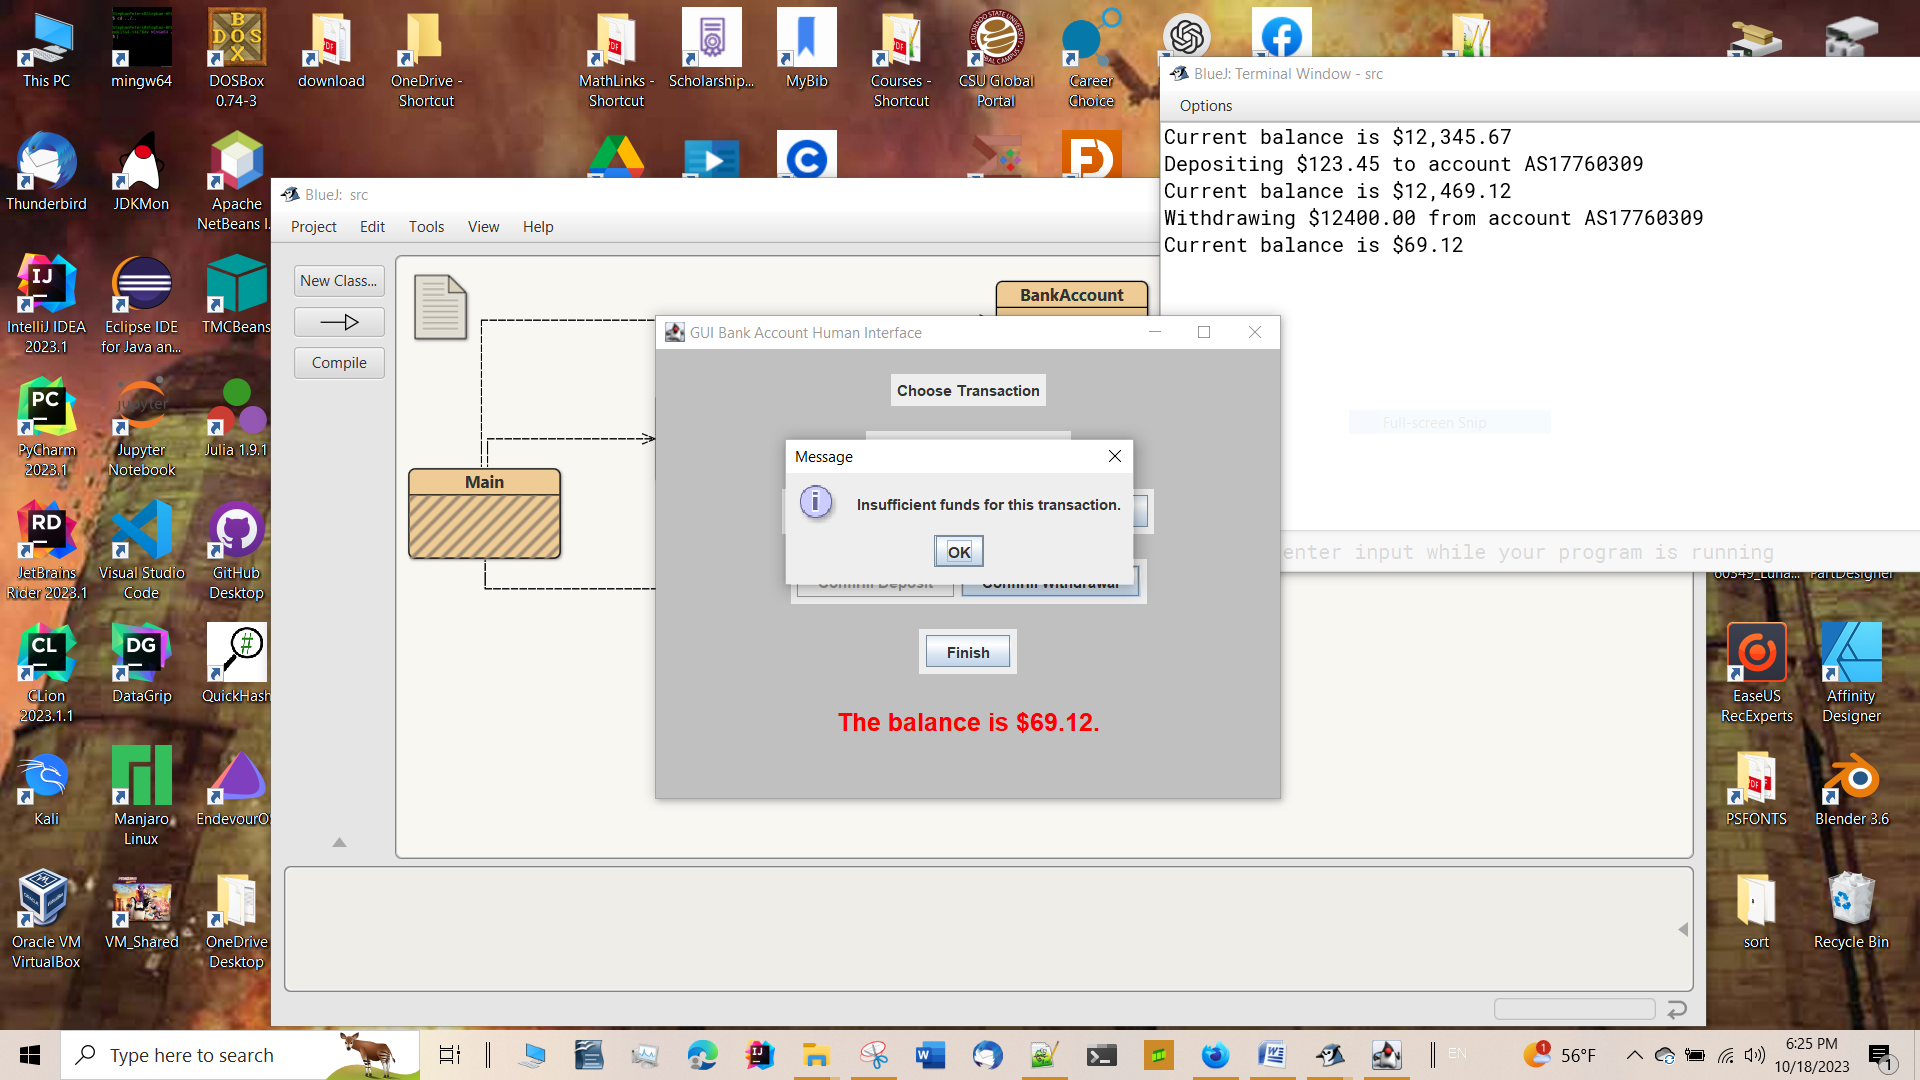 This PC
mingw64
DOSBox
0.74-3
download
OneDrive -
Shortcut
MathLinks -
Shortcut
Scholarship...
MyBib
Courses -
Shortcut
CSU Global
Portal
Career
Choice
BlueJ: Terminal Window - src
Options
Current balance is $12,345.67
Depositing $123.45 to account AS17760309
Current balance is $12,469.12
Withdrawing $12400.00 from account AS17760309
Current balance is $69.12
Full-screen Snip
enter input while your program is running
Thunderbird
JDKMon
Apache
NetBeans I.
BlueJ: src
Project
Edit
Tools
View
Help
New Class...
Compile
BankAccount
Main
GUI Bank Account Human Interface
Choose Transaction
Message
Insufficient funds for this transaction.
OK
Confirm Deposit
Confirm Withdrawal
Finish
The balance is $69.12.
IntelliJ IDEA
2023.1
Eclipse IDE
for Java an...
TMCBeans
PyCharm
2023.1
Jupyter
Notebook
Julia 1.9.1
JetBrains
Rider 2023.1
Visual Studio
Code
GitHub
Desktop
CLion
2023.1.1
DataGrip
QuickHash
PartDesigner
EaseUS
RecExperts
Affinity
Designer
Kali
Manjaro
Linux
EndevourO
PSFONTS
Blender 3.6
Oracle VM
VirtualBox
VM_Shared
OneDrive
Desktop
sort
Recycle Bin
Type here to search
EN
1
56°F
6:25 PM
10/18/2023
1